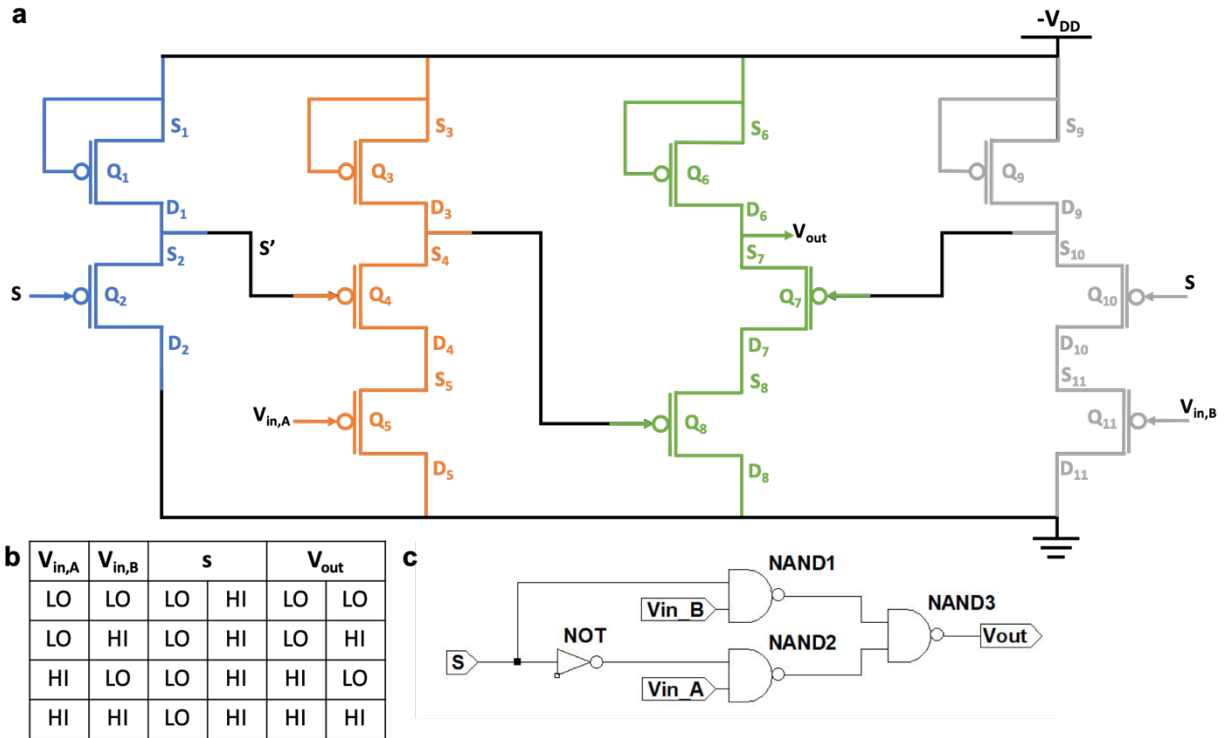 a
-VDD
S1
S3
S6
S9
Q1
Q3
Q6
Q9
D1
D3
D6
D9
Vout
S2
S'
S4
S7
S10
S
Q2
Q4
Q7
Q10
S
D2
D4
D7
D10
S5
S8
S11
Vin,A
Q5
Q8
Q11
Vin,B
D5
D8
D11
b
Vin,A Vin,B s Vout
LO LO LO HI LO LO
LO HI LO HI LO HI
HI LO LO HI HI LO
HI HI LO HI HI HI
c
NAND1
Vin_B
NAND3
NOT
NAND2
Vout
S
Vin_A